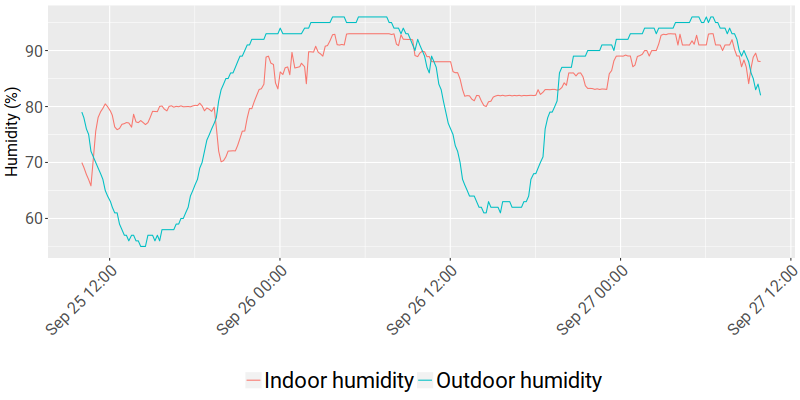 Humidity (%)
90
80
70
60
Sep 25 12:00
Sep 26 00:00
Sep 26 12:00
Sep 27 00:00
Sep 27 12:00
Indoor humidity
Outdoor humidity